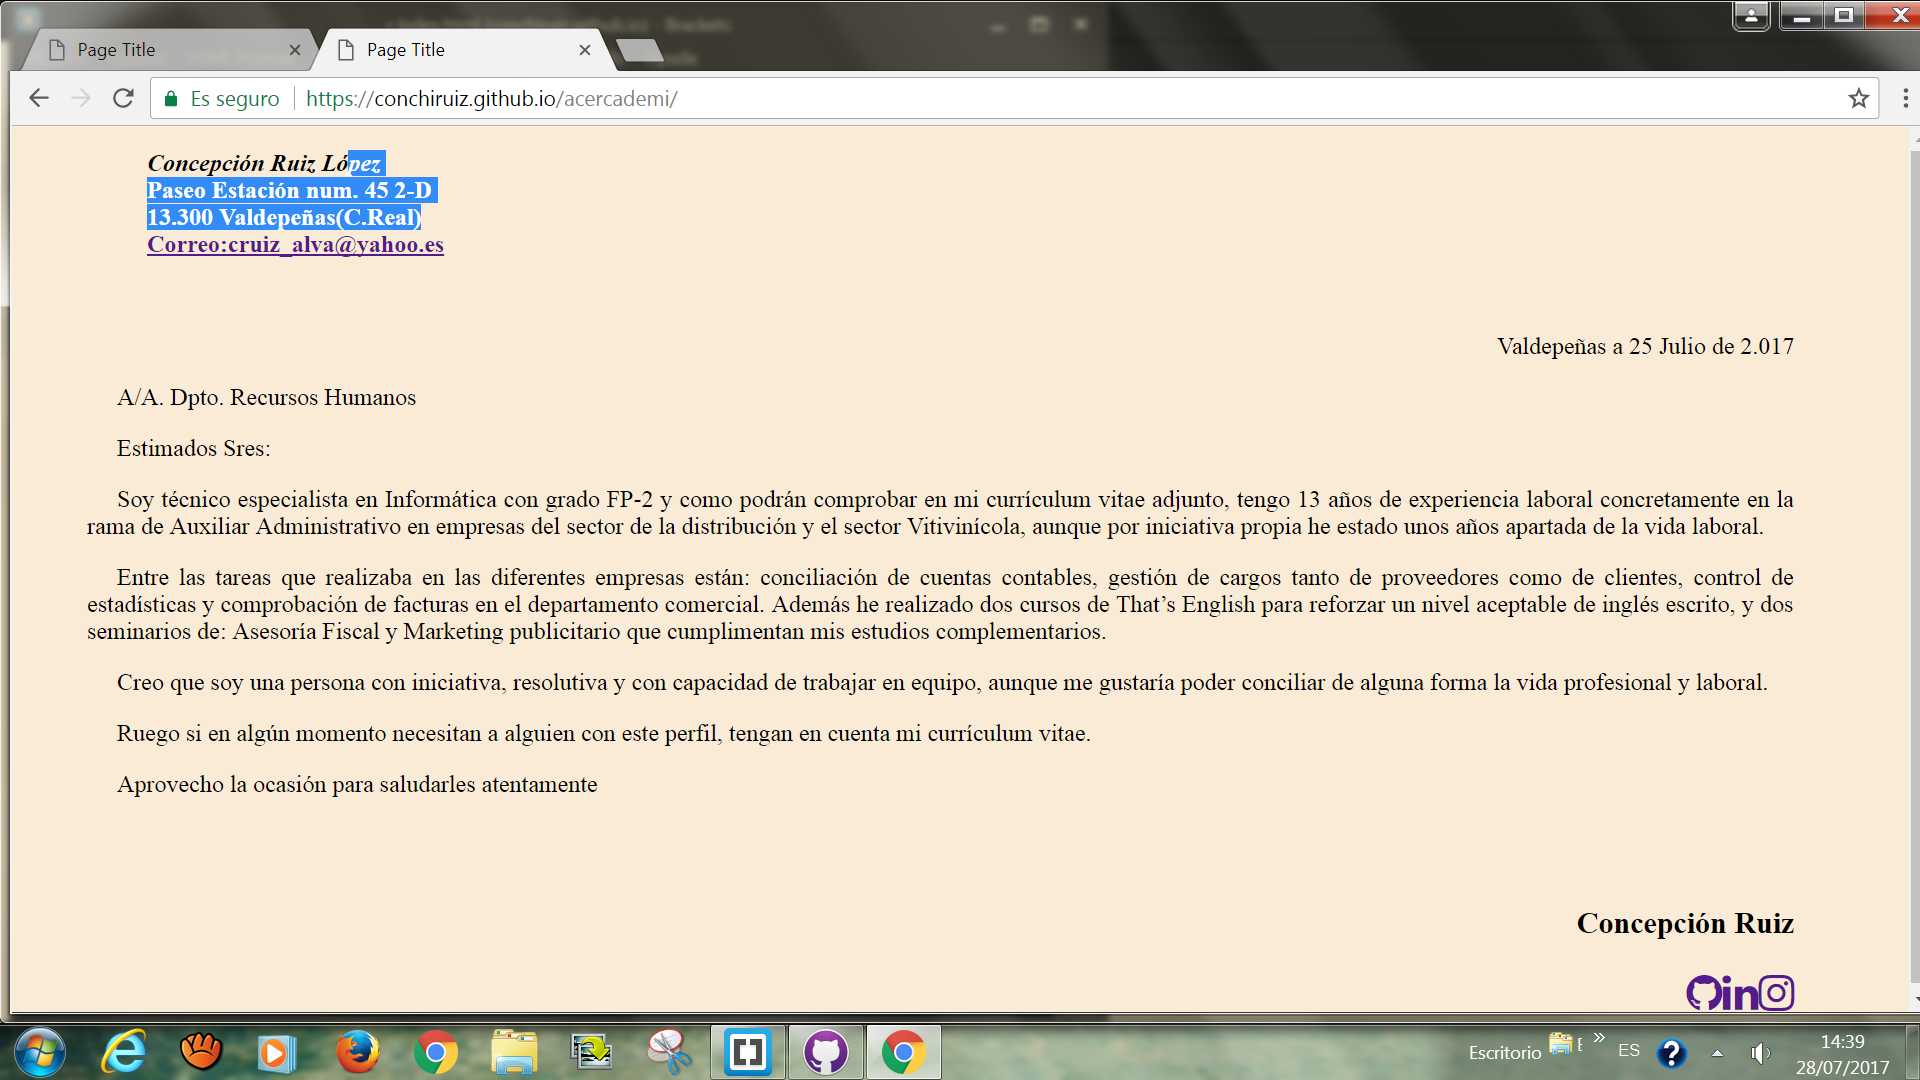 Page Title
Page Title
Es seguro
https://conchiruiz.github.io/acercademi/
Concepción Ruiz López
Paseo Estación num. 45 2-D
13.300 Valdepeñas(C.Real)
Correo:cruiz_alva@yahoo.es
Valdepeñas a 25 Julio de 2.017
A/A. Dpto. Recursos Humanos
Estimados Sres:
Soy técnico especialista en Informática con grado FP-2 y como podrán comprobar en mi currículum vitae adjunto, tengo 13 años de experiencia laboral concretamente en la
rama de Auxiliar Administrativo en empresas del sector de la distribución y el sector Vitivinícola, aunque por iniciativa propia he estado unos años apartada de la vida laboral.
Entre las tareas que realizaba en las diferentes empresas están: conciliación de cuentas contables, gestión de cargos tanto de proveedores como de clientes, control de
estadísticas y comprobación de facturas en el departamento comercial. Además he realizado dos cursos de That’s English para reforzar un nivel aceptable de inglés escrito, y dos
seminarios de: Asesoría Fiscal y Marketing publicitario que cumplimentan mis estudios complementarios.
Creo que soy una persona con iniciativa, resolutiva y con capacidad de trabajar en equipo, aunque me gustaría poder conciliar de alguna forma la vida profesional y laboral.
Ruego si en algún momento necesitan a alguien con este perfil, tengan en cuenta mi currículum vitae.
Aprovecho la ocasión para saludarles atentamente
Concepción Ruiz
in
Escritorio
ES
14:39
28/07/2017